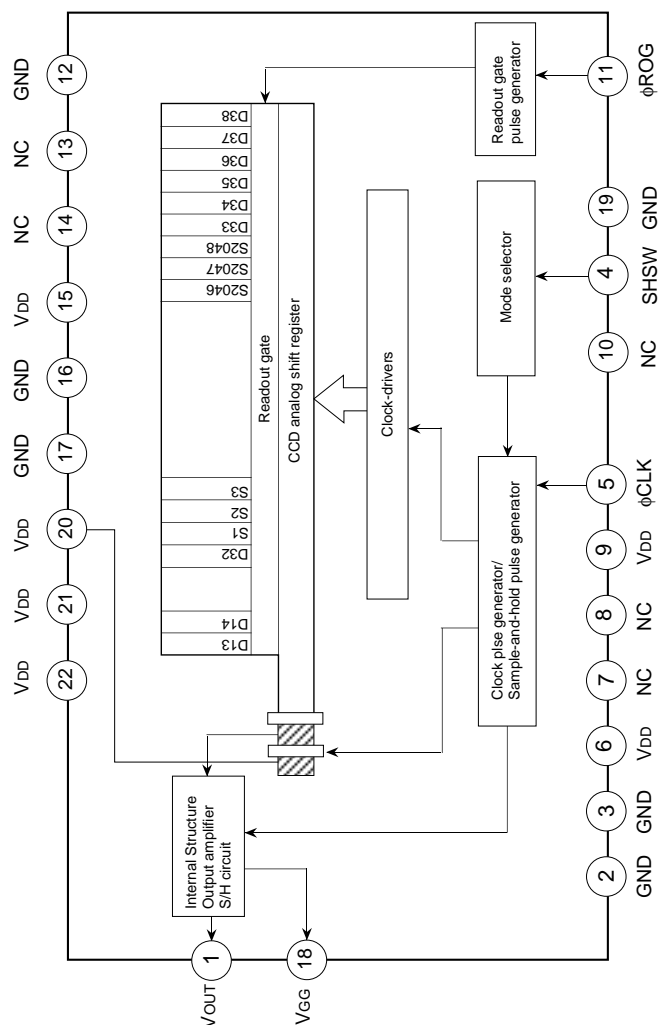 GND
12
NC
13
NC
14
VDD
15
GND
16
GND
17
VDD
20
VDD
21
VDD
22
D38
D37
D36
D35
D34
D33
S2048
S2047
S2046
S3
S2
S1
D32
D14
D13
Readout gate
CCD analog shift register
Clock-drivers
Readout gate
pulse generator
Mode selector
Clock plse generator/
Sample-and-hold pulse generator
Internal Structure
Output amplifier
S/H circuit
11
φROG
19
GND
4
SHSW
10
NC
5
φCLK
9
VDD
8
NC
7
NC
6
VDD
3
GND
2
GND
1
VOUT
18
VGG